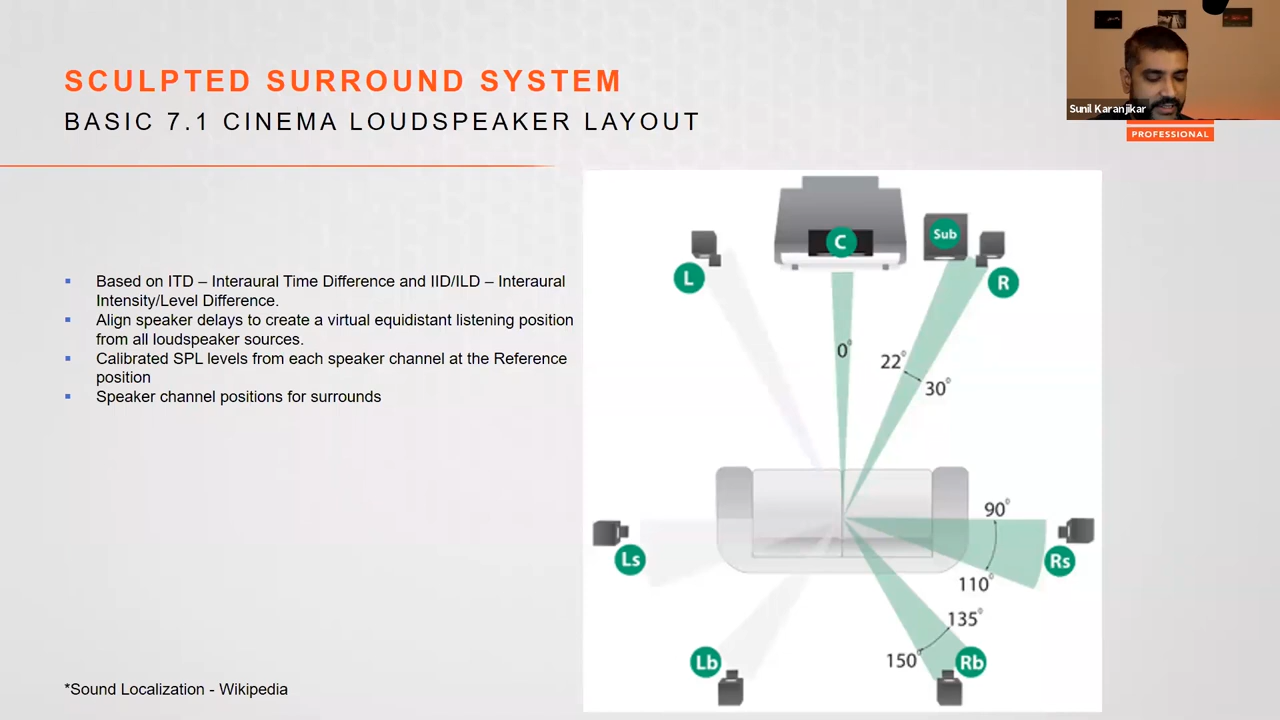 SCULPTED SURROUND SYSTEM
BASIC 7.1 CINEMA LOUDSPEAKER LAYOUT
Sunil Karanjikar
PROFESSIONAL
▪ Based on ITD – Interaural Time Difference and IID/ILD – Interaural
Intensity/Level Difference.
▪ Align speaker delays to create a virtual equidistant listening position
from all loudspeaker sources.
▪ Calibrated SPL levels from each speaker channel at the Reference
position
▪ Speaker channel positions for surrounds
C
Sub
L
R
0°
22°
30°
90°
Ls
Rs
110°
135°
150°
Lb
Rb
*Sound Localization - Wikipedia